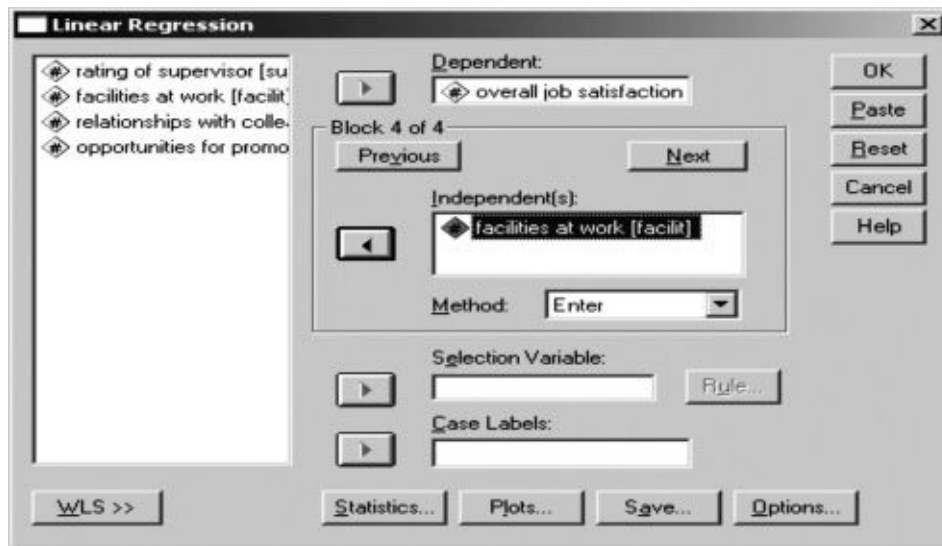 Linear Regression
rating of supervisor [su
facilities at work [facilit]
relationships with colle
opportunities for promo
Dependent:
overall job satisfaction
Block 4 of 4
Previous
Next
Independent(s):
facilities at work [facilit]
Method:
Enter
Selection Variable:
Rule...
Case Labels:
OK
Paste
Reset
Cancel
Help
WLS >>
Statistics...
Plots...
Save...
Options...